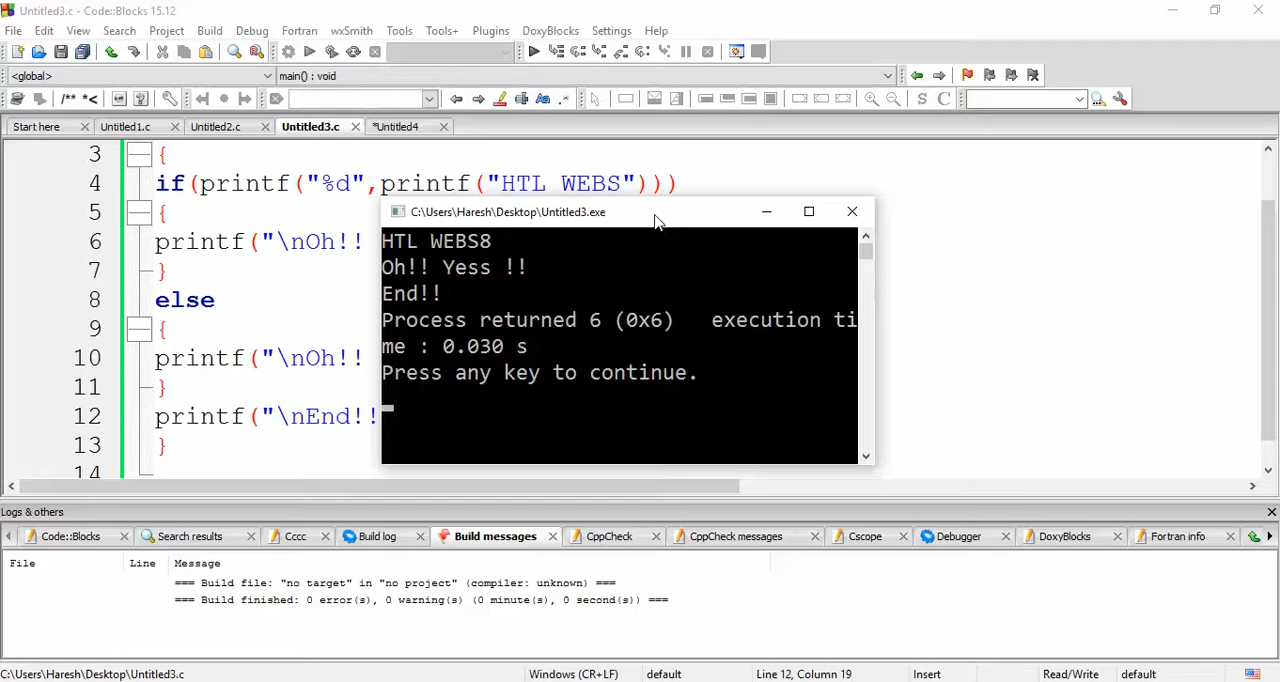 Untitled3.c - Code::Blocks 15.12
File Edit View Search Project Build Debug Fortran wxSmith Tools Tools+ Plugins DoxyBlocks Settings Help
<global> main() : void
/** *< .* S C
Start here Untitled1.c Untitled2.c Untitled3.c *Untitled4
3 {
4 if(printf("%d",printf("HTL WEBS")))
5 {
6 printf("\nOh!!
7 }
8 else
9 {
10 printf("\nOh!!
11 }
12 printf("\nEnd!!
13 }
14
C:\Users\Haresh\Desktop\Untitled3.exe
HTL WEBS8
Oh!! Yess !!
End!!
Process returned 6 (0x6) execution ti
me : 0.030 s
Press any key to continue.
Logs & others
Code::Blocks Search results Cccc Build log Build messages CppCheck CppCheck messages Cscope Debugger DoxyBlocks Fortran info
File Line Message
=== Build file: "no target" in "no project" (compiler: unknown) ===
=== Build finished: 0 error(s), 0 warning(s) (0 minute(s), 0 second(s)) ===
C:\Users\Haresh\Desktop\Untitled3.c Windows (CR+LF) default Line 12, Column 19 Insert Read/Write default